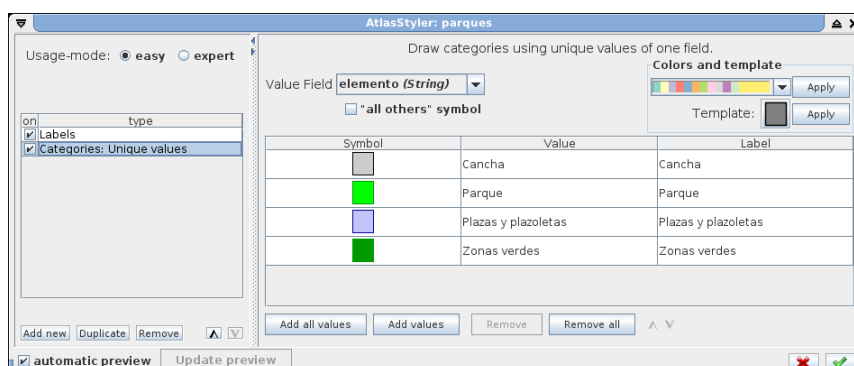 AtlasStyler: parques
Usage-mode: easy expert
on type
Labels
Categories: Unique values
Add new Duplicate Remove
Draw categories using unique values of one field.
Value Field elemento (String)
"all others" symbol
Colors and template
Apply
Template: Apply
Symbol Value Label
Cancha Cancha
Parque Parque
Plazas y plazoletas Plazas y plazoletas
Zonas verdes Zonas verdes
Add all values Add values Remove Remove all
automatic preview Update preview